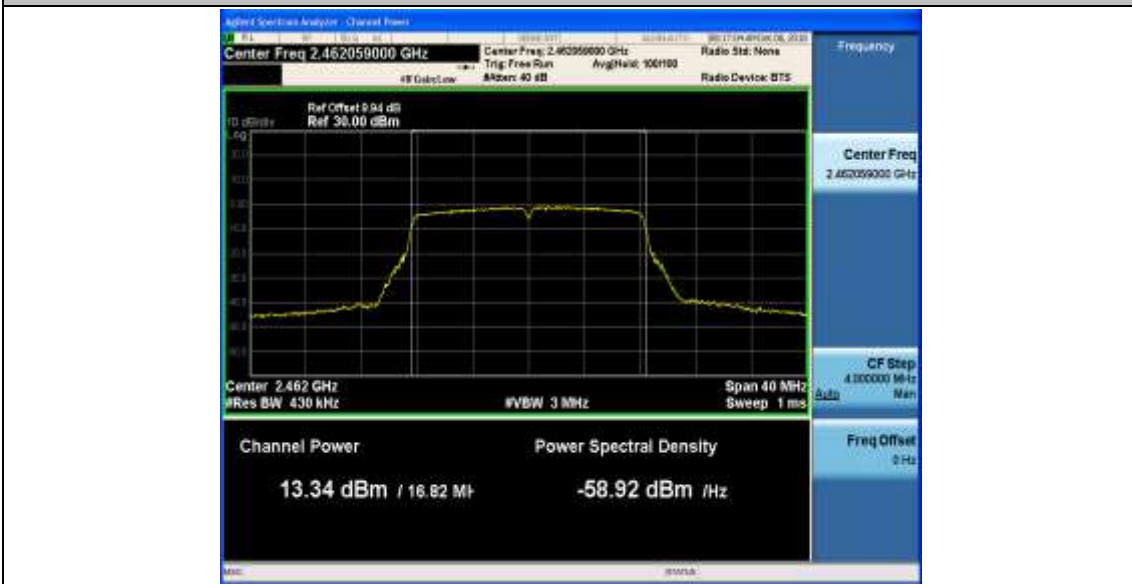 Agilent Spectrum Analyzer - Channel Power
Center Freq 2.462059000 GHz
Center Freq: 2.462059000 GHz
Radio Std: None
Trig: Free Run
Avg|Hold: 100/100
#IFGain:Low
#Atten: 40 dB
Radio Device: BTS
Frequency
Ref Offset 9.94 dB
10 dB/div
Ref 30.00 dBm
Log
Center Freq
2.462059000 GHz
Center 2.462 GHz
Span 40 MHz
#Res BW 430 kHz
#VBW 3 MHz
Sweep 1 ms
CF Step
4.000000 MHz
Auto
Man
Freq Offset
0 Hz
Channel Power
Power Spectral Density
13.34 dBm / 16.82 MH
-58.92 dBm /Hz
MSG
STATUS